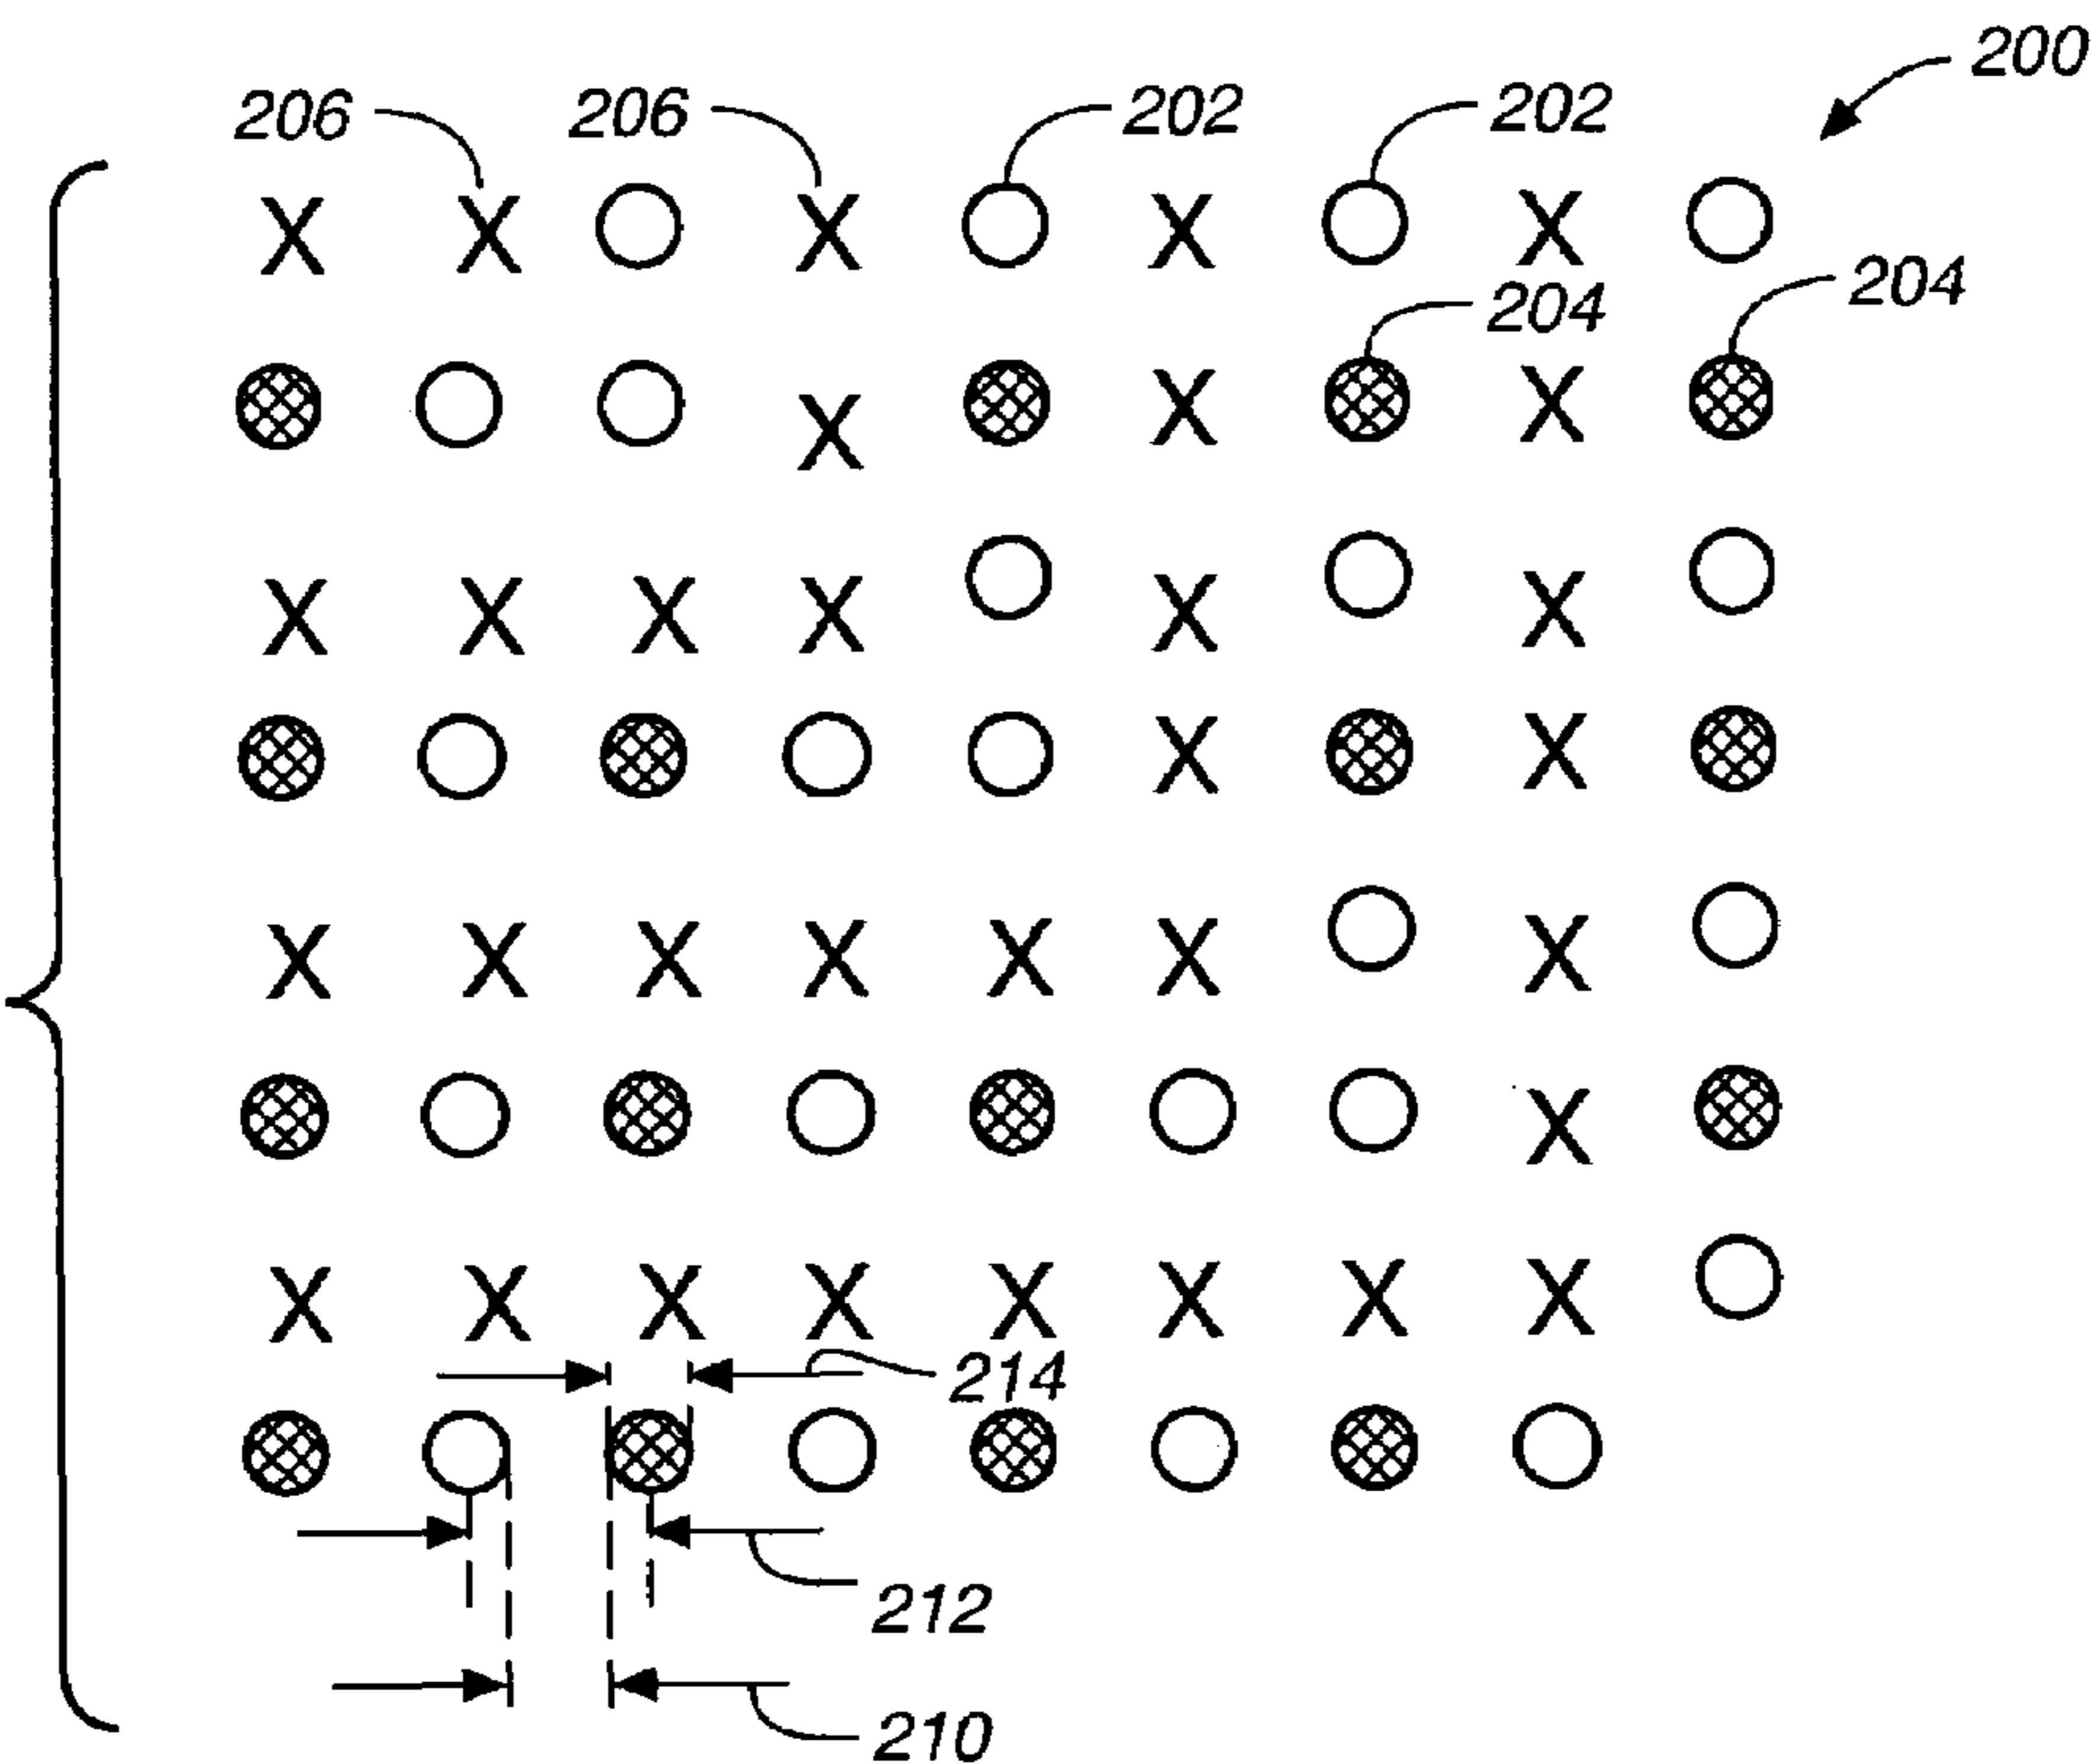 200
206 206 202 202
X X X X X
204 204
X X X
X X X X X X
X X
X X X X X X X
X
X X X X X X X X
214
212
210